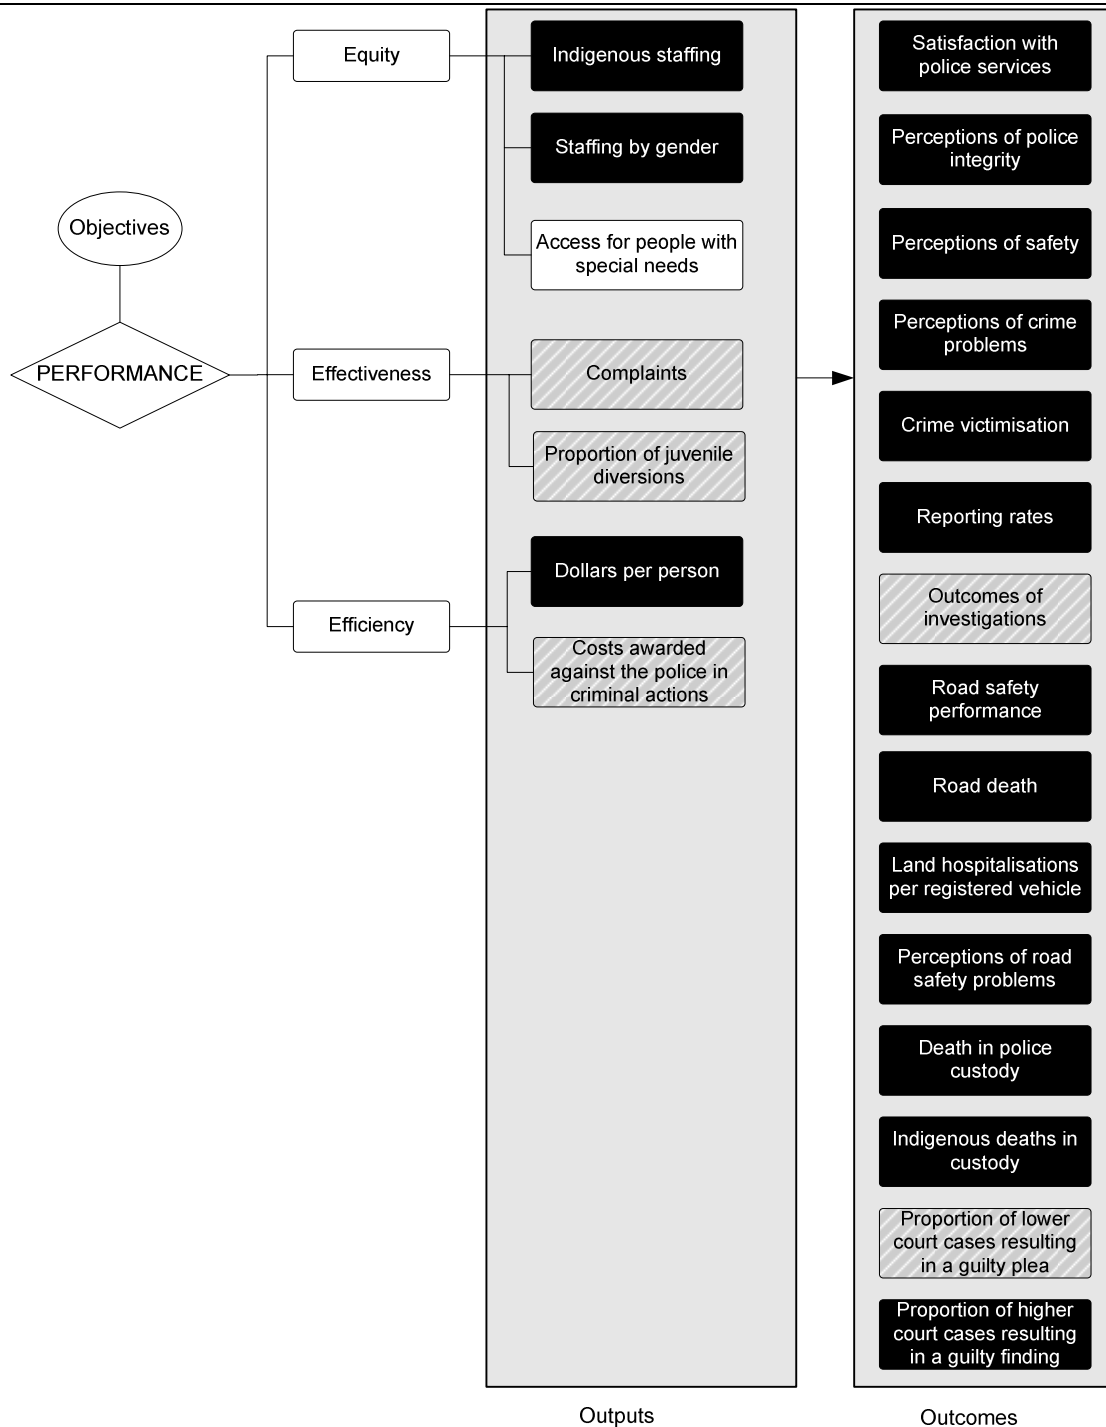 Objectives
PERFORMANCE
Equity
Effectiveness
Efficiency
Indigenous staffing
Staffing by gender
Access for people with
special needs
Complaints
Proportion of juvenile
diversions
Dollars per person
Costs awarded
against the police in
criminal actions
Outputs
Satisfaction with
police services
Perceptions of police
integrity
Perceptions of safety
Perceptions of crime
problems
Crime victimisation
Reporting rates
Outcomes of
investigations
Road safety
performance
Road death
Land hospitalisations
per registered vehicle
Perceptions of road
safety problems
Death in police
custody
Indigenous deaths in
custody
Proportion of lower
court cases resulting
in a guilty plea
Proportion of higher
court cases resulting
in a guilty finding
Outcomes